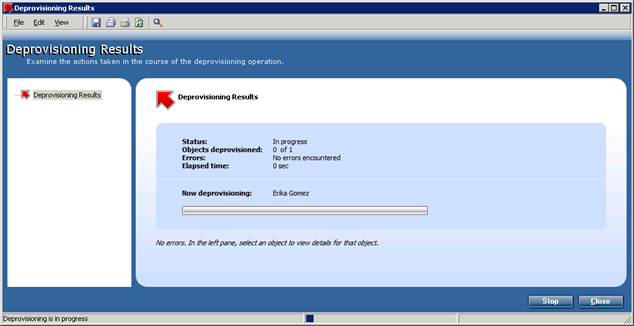 Deprovisioning Results
File Edit View
Deprovisioning Results
Examine the actions taken in the course of the deprovisioning operation.
Deprovisioning Results
Deprovisioning Results
Status: In progress
Objects deprovisioned: 0 of 1
Errors: No errors encountered
Elapsed time: 0 sec
Now deprovisioning: Erika Gomez
No errors. In the left pane, select an object to view details for that object.
Stop Close
Deprovisioning is in progress